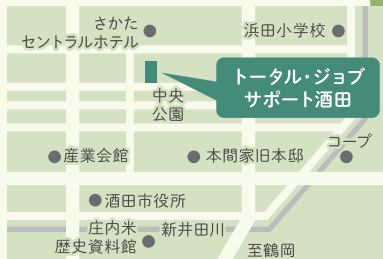 さかた
セントラルホテル
浜田小学校
トータル・ジョブ
サポート酒田
中央
公園
コープ
産業会館
本間家旧本邸
酒田市役所
庄内米
歴史資料館
新井田川
至鶴岡